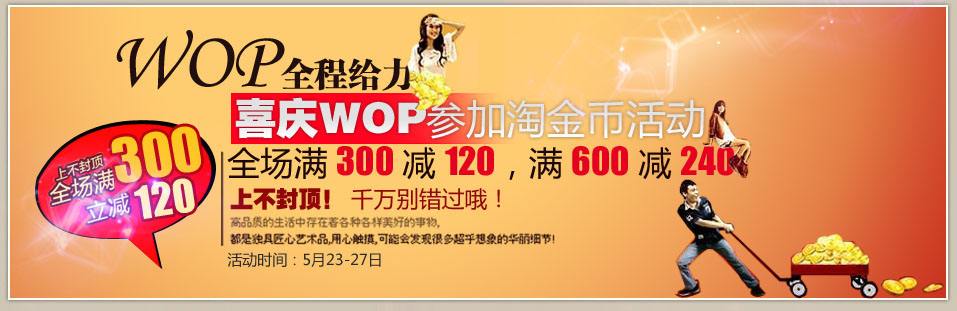 WOP全程给力
喜庆WOP参加淘金币活动
上不封顶
全场满300
立减120
全场满 300 减 120，满 600 减 240
上不封顶！ 千万别错过哦！
高品质的生活中存在着各种各样美好的事物,
都是独具匠心艺术品,用心触摸,可能会发现很多超乎想象的华丽细节!
活动时间：5月23-27日